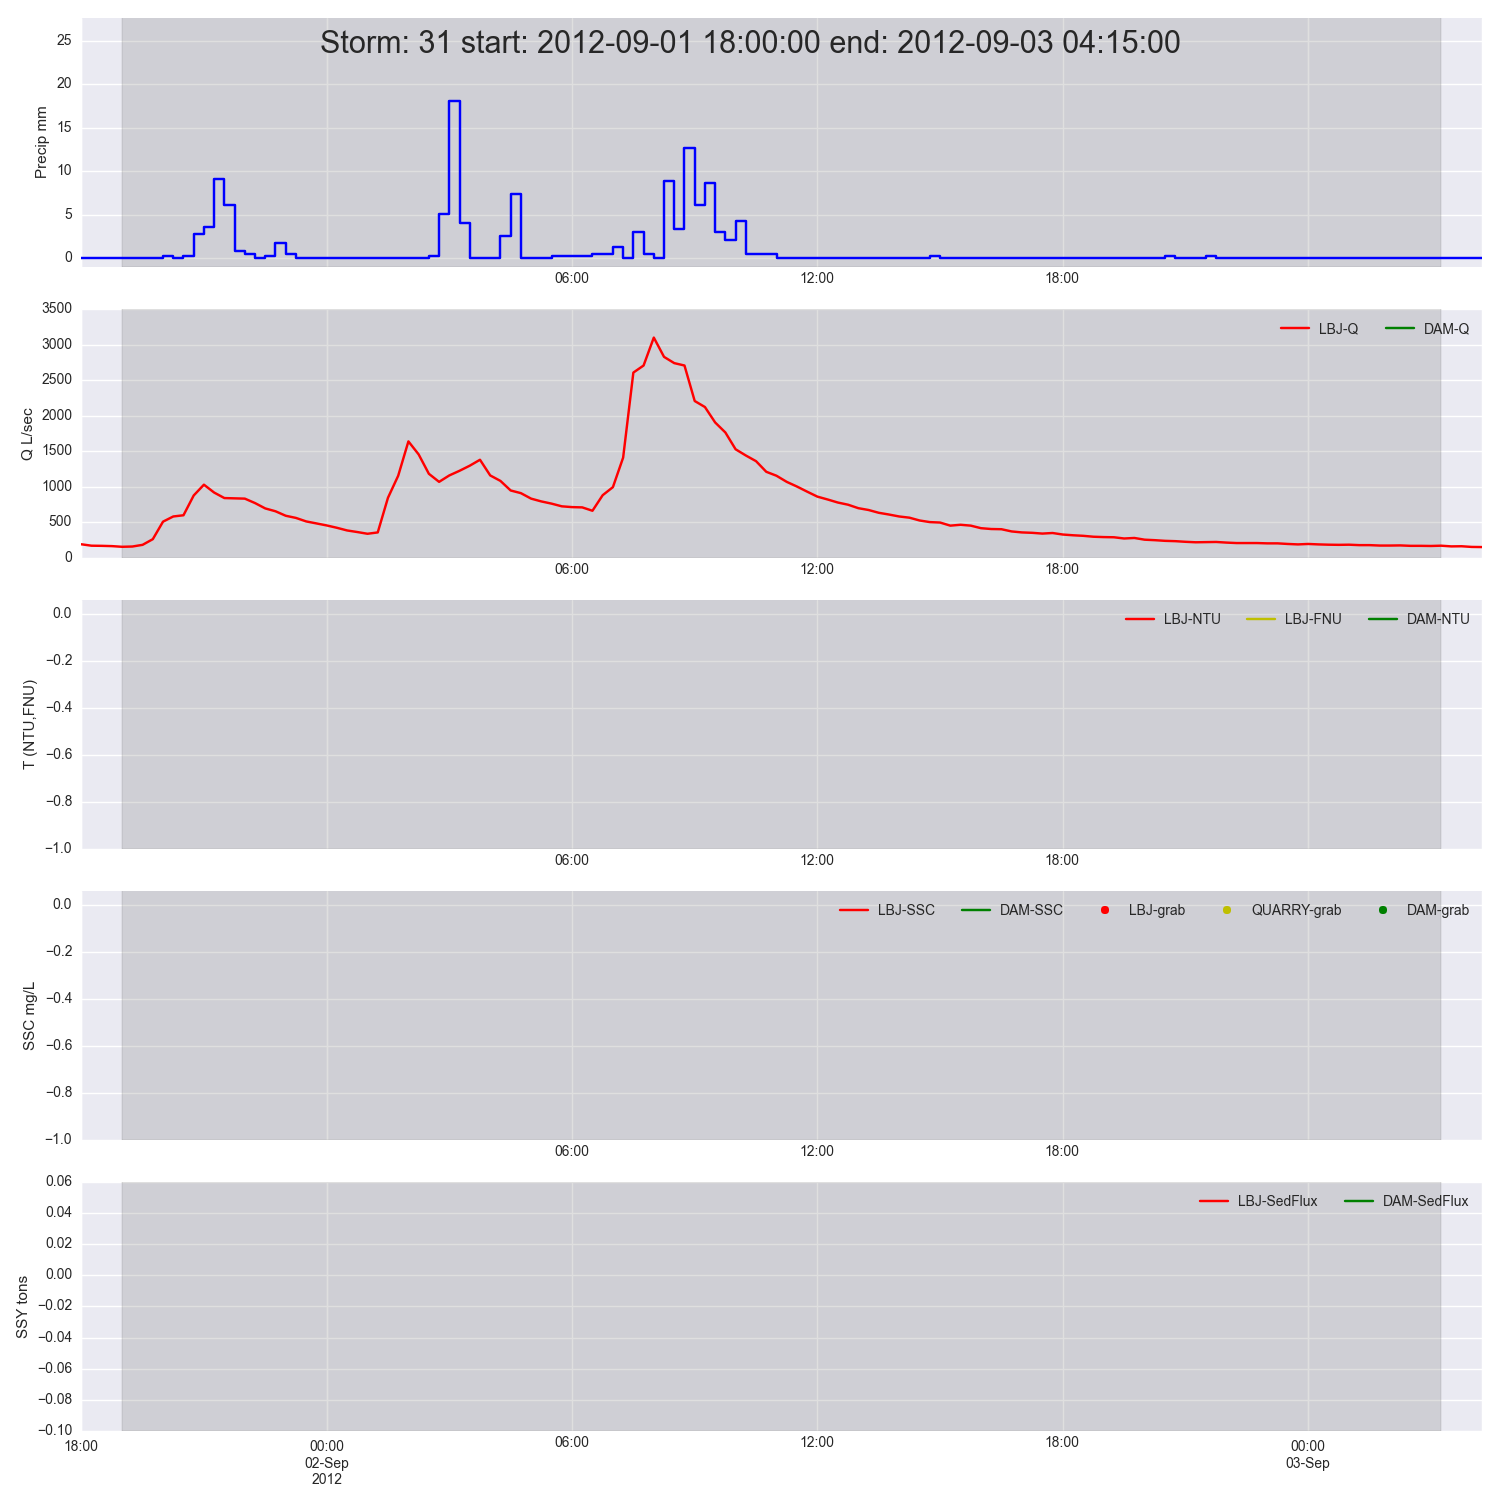 Storm: 31 start: 2012-09-01 18:00:00 end: 2012-09-03 04:15:00
Precip mm
25
20
15
10
5
0
06:00 12:00 18:00
Q L/sec
3500
3000
2500
2000
1500
1000
500
0
LBJ-Q DAM-Q
06:00 12:00 18:00
T (NTU,FNU)
0.0
−0.2
−0.4
−0.6
−0.8
−1.0
LBJ-NTU LBJ-FNU DAM-NTU
06:00 12:00 18:00
SSC mg/L
0.0
−0.2
−0.4
−0.6
−0.8
−1.0
LBJ-SSC DAM-SSC LBJ-grab QUARRY-grab DAM-grab
06:00 12:00 18:00
SSY tons
0.06
0.04
0.02
0.00
−0.02
−0.04
−0.06
−0.08
−0.10
LBJ-SedFlux DAM-SedFlux
18:00 00:00 06:00 12:00 18:00 00:00
02-Sep 03-Sep
2012